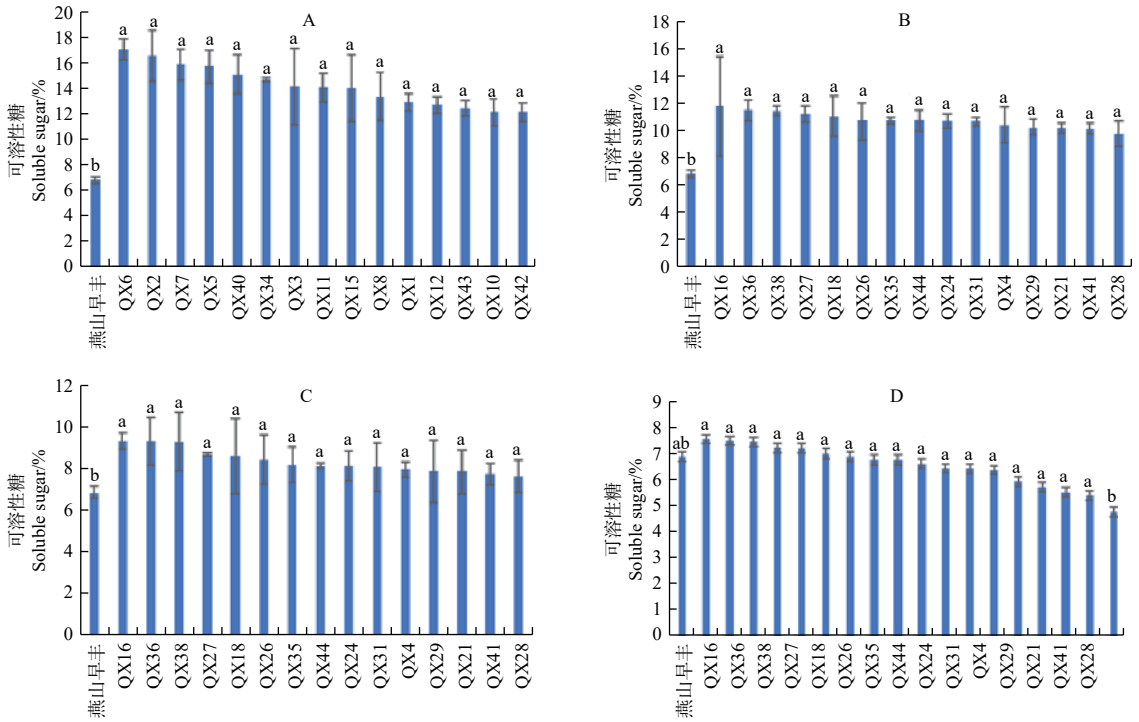 A
20
18
16
14
12
10
8
6
4
2
0
可溶性糖
Soluble sugar/%
b a a a a a a a a a a a a a a a
燕山早丰 QX6 QX2 QX7 QX5 QX40 QX34 QX3 QX11 QX15 QX8 QX1 QX12 QX43 QX10 QX42
B
18
16
14
12
10
8
6
4
2
0
可溶性糖
Soluble sugar/%
b a a a a a a a a a a a a a a a
燕山早丰 QX16 QX36 QX38 QX27 QX18 QX26 QX35 QX44 QX24 QX31 QX4 QX29 QX21 QX41 QX28
C
12
10
8
6
4
2
0
可溶性糖
Soluble sugar/%
b a a a a a a a a a a a a a a a
燕山早丰 QX16 QX36 QX38 QX27 QX18 QX26 QX35 QX44 QX24 QX31 QX4 QX29 QX21 QX41 QX28
D
9
8
7
6
5
4
3
2
1
0
可溶性糖
Soluble sugar/%
ab a a a a a a a a a a a a a a a a b
燕山早丰 QX16 QX36 QX38 QX27 QX18 QX26 QX35 QX44 QX24 QX31 QX4 QX29 QX21 QX41 QX28